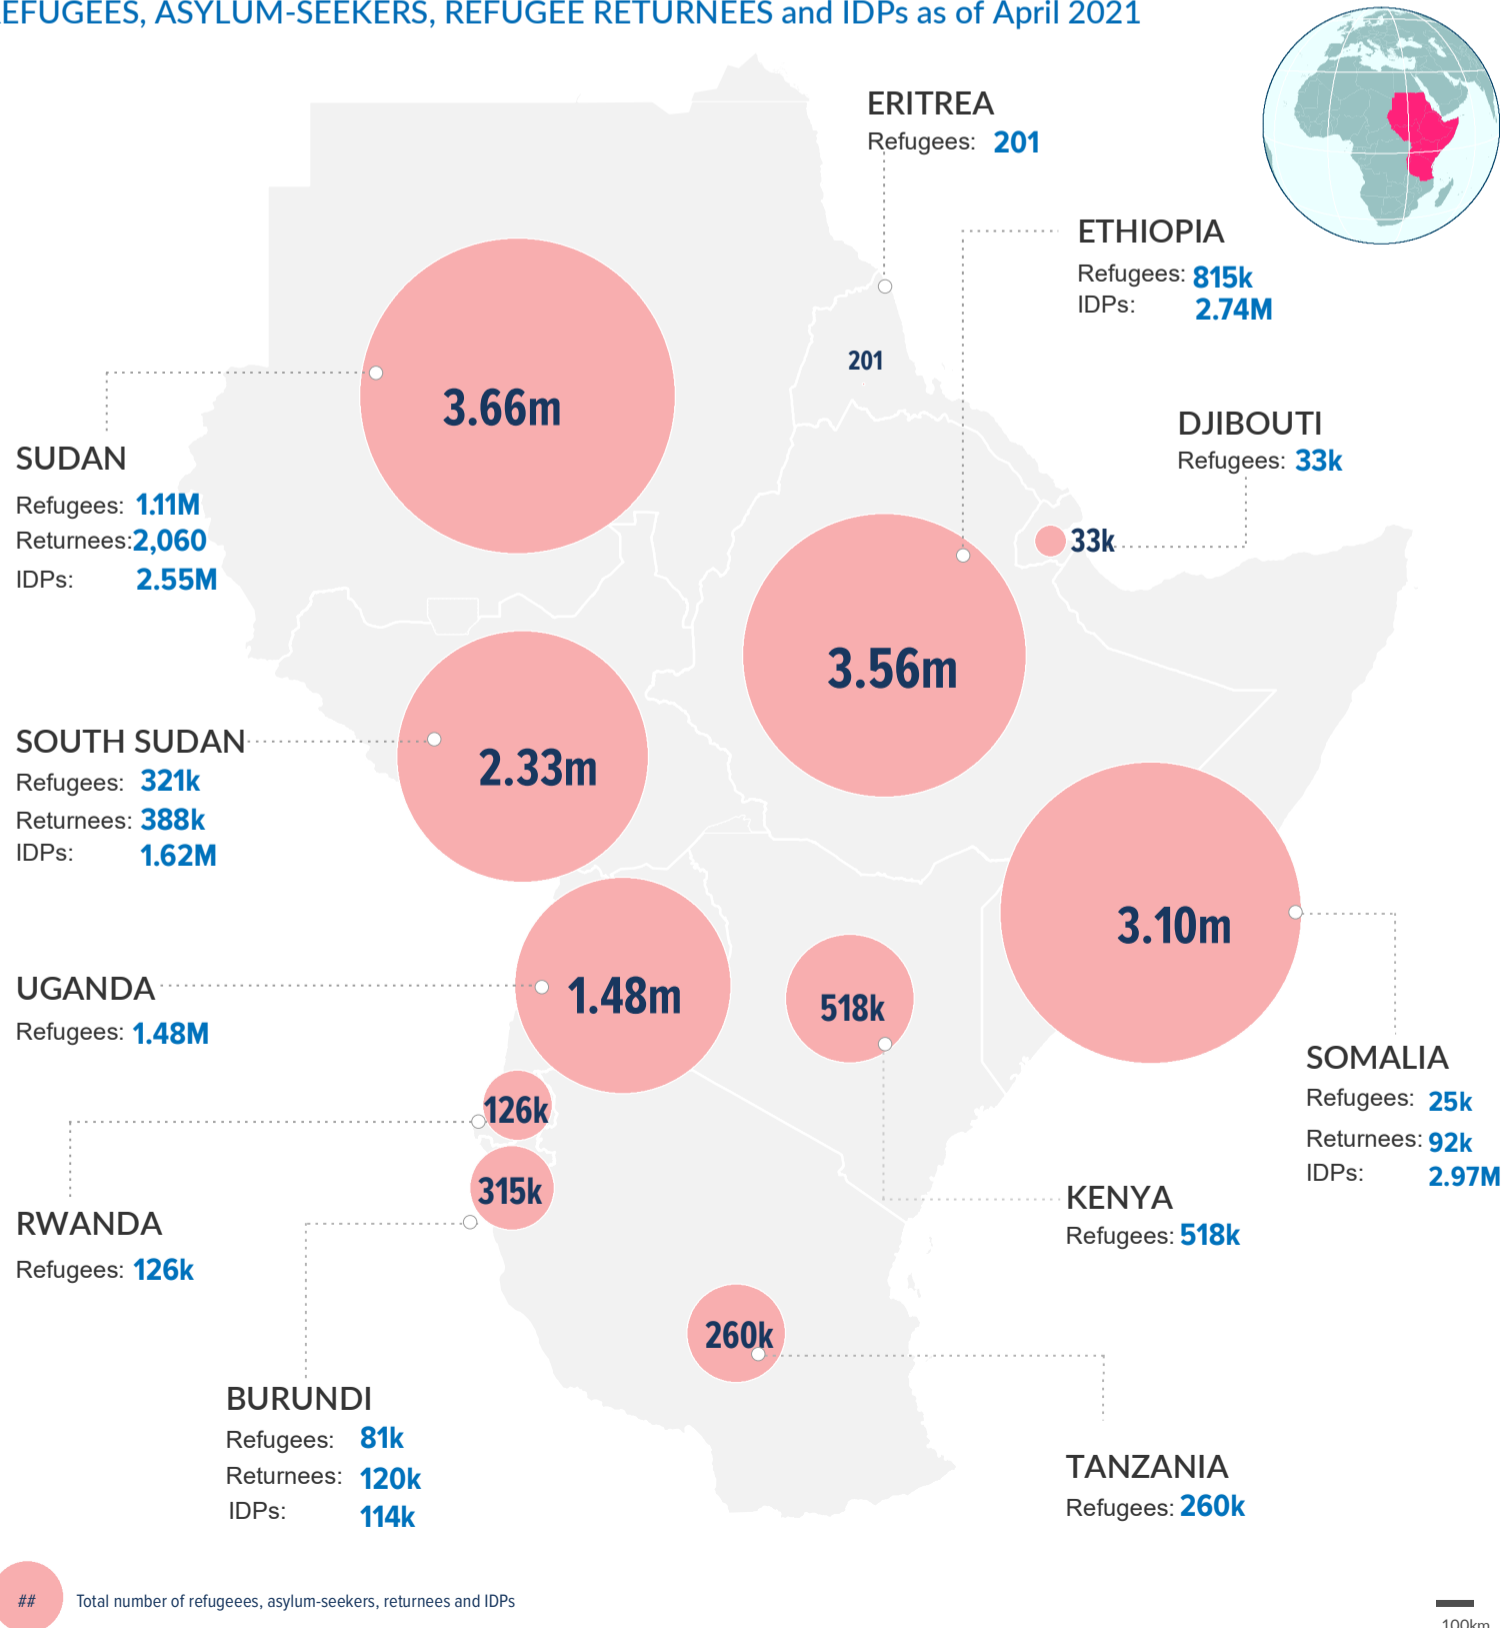 EFUGEES, ASYLUM-SEEKERS, REFUGEE RETURNEES and IDPs as of April 2021
ERITREA
Refugees: 201
ETHIOPIA
Refugees: 815k
IDPs: 2.74M
201
3.66m
DJIBOUTI
Refugees: 33k
33k
SUDAN
Refugees: 1.11M
Returnees: 2,060
IDPs: 2.55M
3.56m
SOUTH SUDAN
Refugees: 321k
Returnees: 388k
IDPs: 1.62M
2.33m
3.10m
UGANDA
Refugees: 1.48M
1.48m
518k
SOMALIA
Refugees: 25k
Returnees: 92k
IDPs: 2.97M
126k
315k
RWANDA
Refugees: 126k
KENYA
Refugees: 518k
260k
BURUNDI
Refugees: 81k
Returnees: 120k
IDPs: 114k
TANZANIA
Refugees: 260k
## Total number of refugeees, asylum-seekers, returnees and IDPs
100km